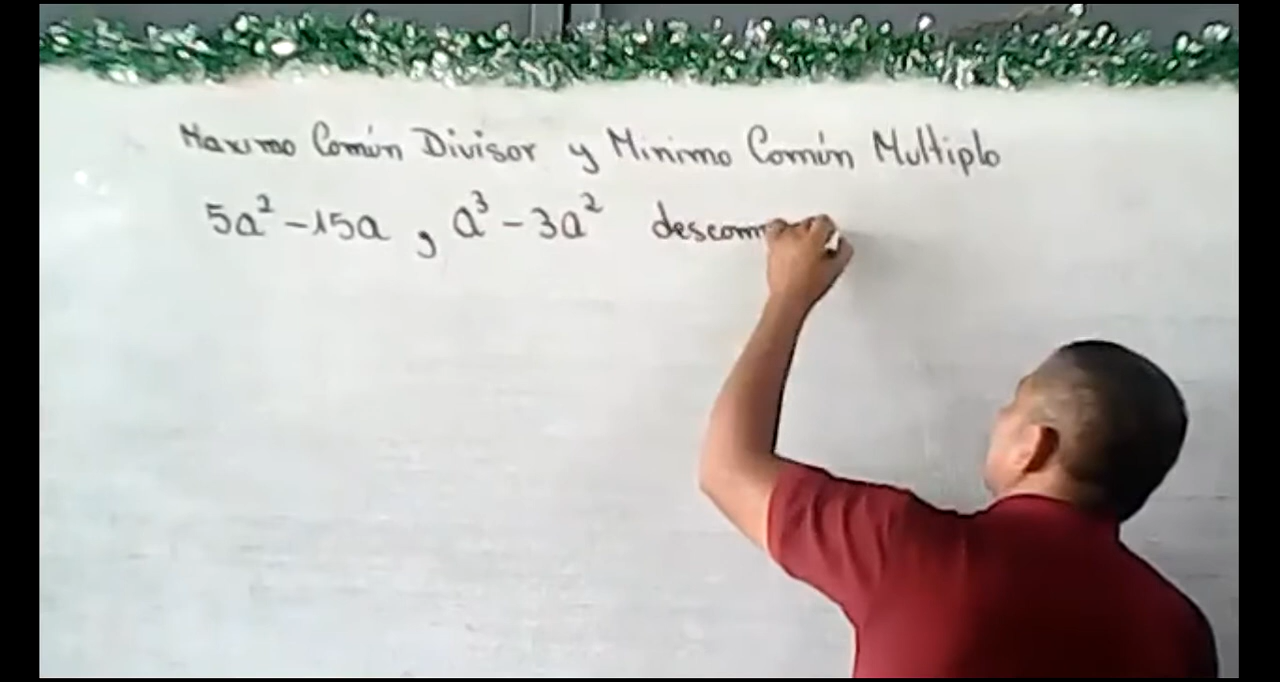 Maximo Común Divisor y Minimo Común Multiplo
5a² - 15a , a³ - 3a² descom